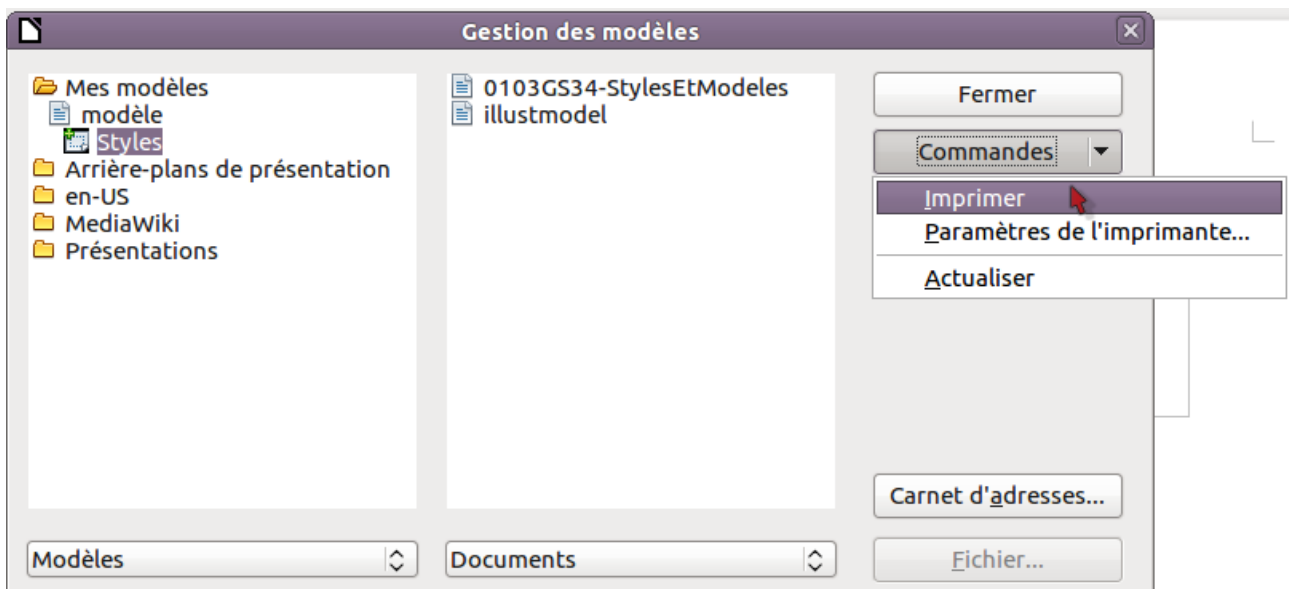 Gestion des modèles
Mes modèles
modèle
Styles
Arrière-plans de présentation
en-US
MediaWiki
Présentations
0103GS34-StylesEtModeles
illustmodel
Fermer
Commandes
Imprimer
Paramètres de l'imprimante...
Actualiser
Carnet d'adresses...
Modèles
Documents
Fichier...